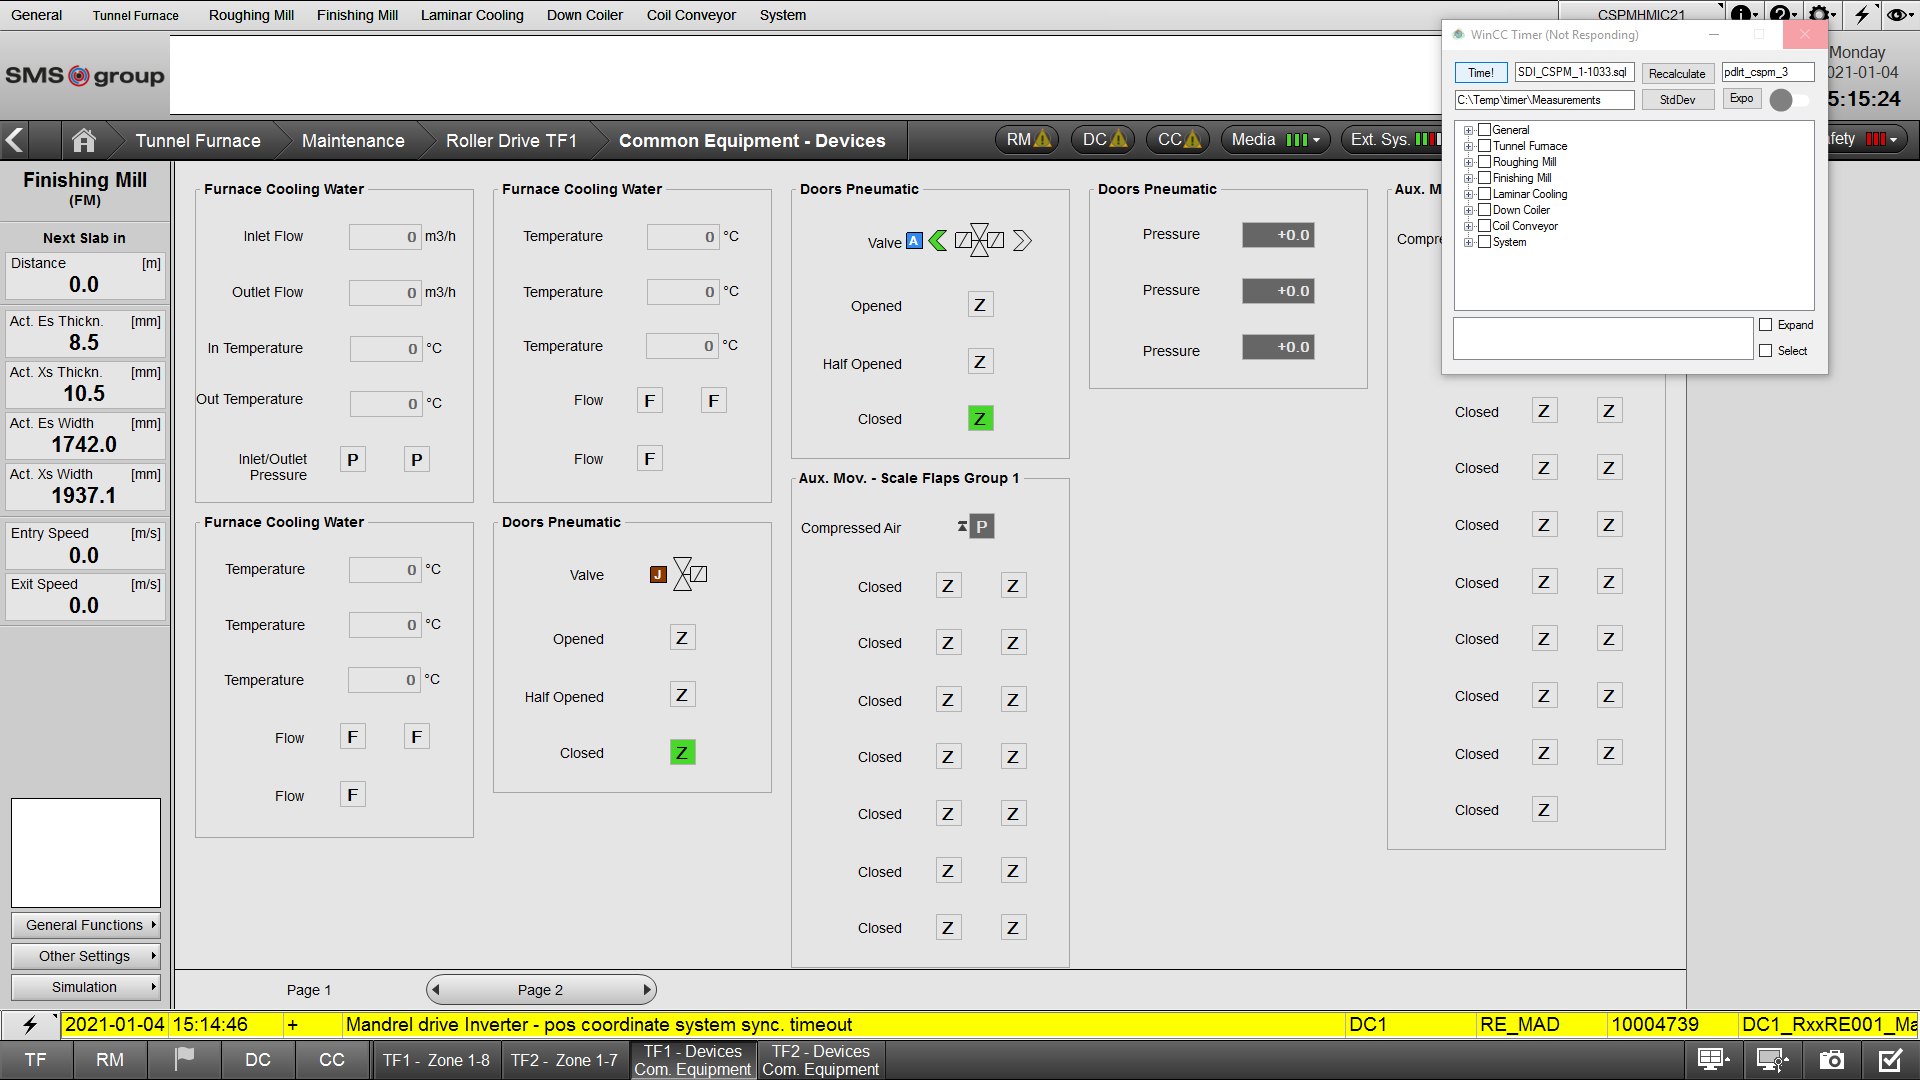 General Tunnel Furnace Roughing Mill Finishing Mill Laminar Cooling Down Coiler Coil Conveyor System CSPMHMIC21
SMS group
Monday
021-01-04
5:15:24
WinCC Timer (Not Responding)
Time! SDI_CSPM_1-1033.sql Recalculate pdlrt_cspm_3
C:\Temp\timer\Measurements StdDev Expo
General
Tunnel Furnace
Roughing Mill
Finishing Mill
Laminar Cooling
Down Coiler
Coil Conveyor
System
Expand
Select
Tunnel Furnace Maintenance Roller Drive TF1 Common Equipment - Devices RM DC CC Media Ext. Sys. afety
Finishing Mill
(FM)
Next Slab in
Distance [m]
0.0
Act. Es Thickn. [mm]
8.5
Act. Xs Thickn. [mm]
10.5
Act. Es Width [mm]
1742.0
Act. Xs Width [mm]
1937.1
Entry Speed [m/s]
0.0
Exit Speed [m/s]
0.0
General Functions
Other Settings
Simulation
Furnace Cooling Water
Inlet Flow 0 m3/h
Outlet Flow 0 m3/h
In Temperature 0 °C
Out Temperature 0 °C
Inlet/Outlet
Pressure P P
Furnace Cooling Water
Temperature 0 °C
Temperature 0 °C
Temperature 0 °C
Flow F F
Flow F
Furnace Cooling Water
Temperature 0 °C
Temperature 0 °C
Temperature 0 °C
Flow F F
Flow F
Doors Pneumatic
Valve J
Opened Z
Half Opened Z
Closed Z
Doors Pneumatic
Valve A
Opened Z
Half Opened Z
Closed Z
Aux. Mov. - Scale Flaps Group 1
Compressed Air P
Closed Z Z
Closed Z Z
Closed Z Z
Closed Z Z
Closed Z Z
Closed Z Z
Closed Z Z
Doors Pneumatic
Pressure +0.0
Pressure +0.0
Pressure +0.0
Aux. M
Compre
Closed Z Z
Closed Z Z
Closed Z Z
Closed Z Z
Closed Z Z
Closed Z Z
Closed Z Z
Closed Z
Page 1 Page 2
2021-01-04 15:14:46 + Mandrel drive Inverter - pos coordinate system sync. timeout DC1 RE_MAD 10004739 DC1_RxxRE001_Ma
TF RM DC CC TF1 - Zone 1-8 TF2 - Zone 1-7
TF1 - Devices
Com. Equipment
TF2 - Devices
Com. Equipment